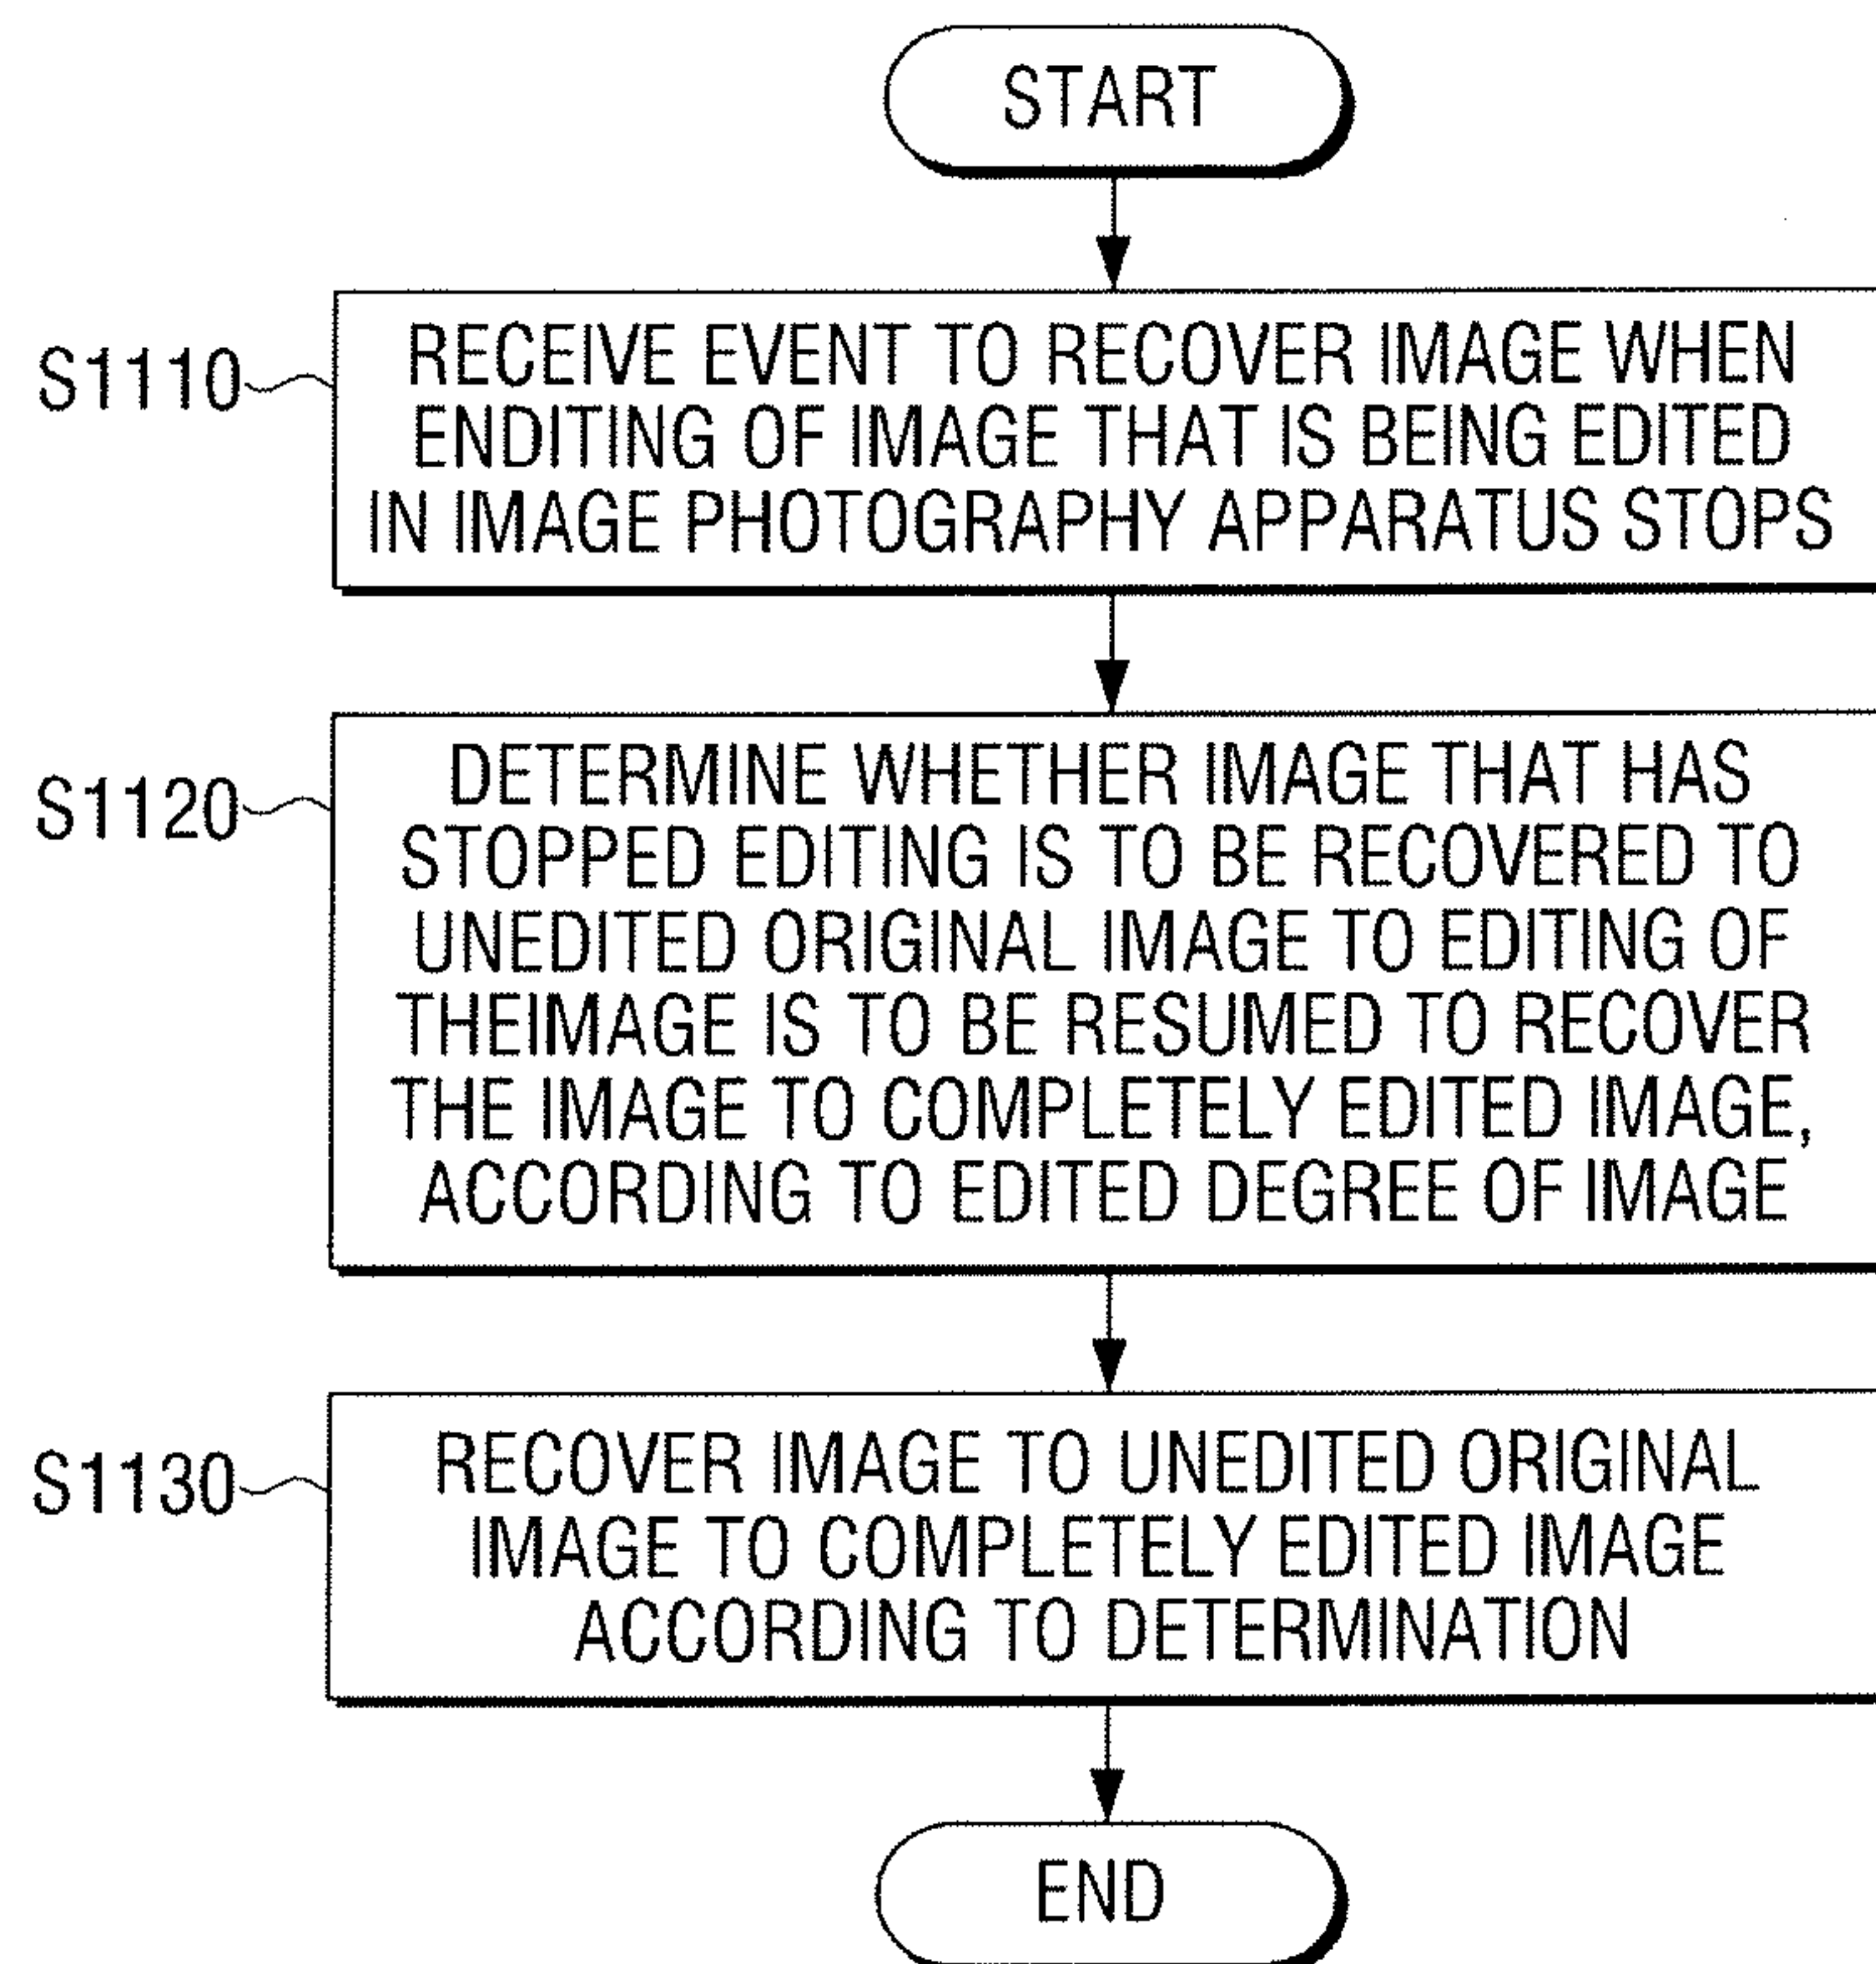 START
S1110
RECEIVE EVENT TO RECOVER IMAGE WHEN
ENDITING OF IMAGE THAT IS BEING EDITED
IN IMAGE PHOTOGRAPHY APPARATUS STOPS
S1120
DETERMINE WHETHER IMAGE THAT HAS
STOPPED EDITING IS TO BE RECOVERED TO
UNEDITED ORIGINAL IMAGE TO EDITING OF
THEIMAGE IS TO BE RESUMED TO RECOVER
THE IMAGE TO COMPLETELY EDITED IMAGE,
ACCORDING TO EDITED DEGREE OF IMAGE
S1130
RECOVER IMAGE TO UNEDITED ORIGINAL
IMAGE TO COMPLETELY EDITED IMAGE
ACCORDING TO DETERMINATION
END